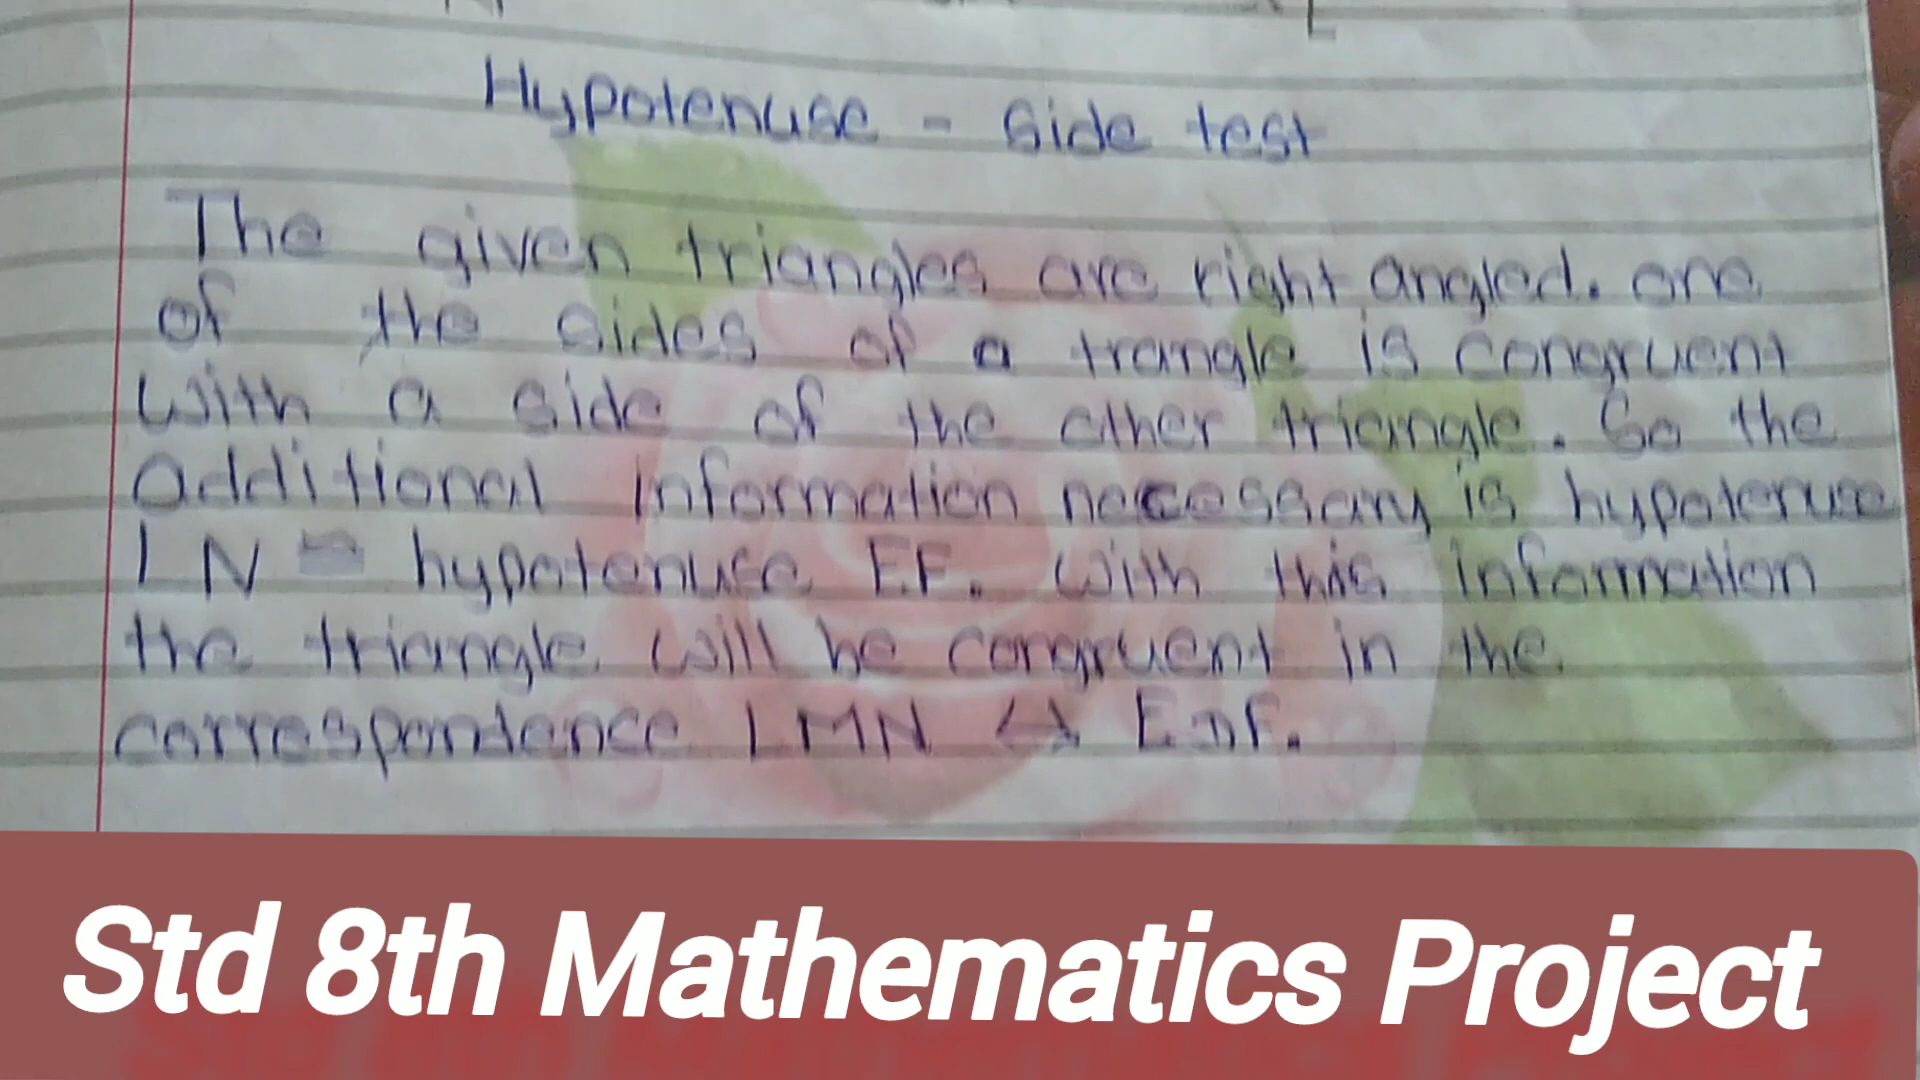 Hypotenuse - Side test
The given triangles are right angled. one
of the sides of a trangle is congruent
with a side of the other triangle. So the
additional information necessary is hypotenuse
LN ≅ hypotenuse EF. With this information
the triangle will be congruent in the
correspondence LMN ↔ EDF.
Std 8th Mathematics Project